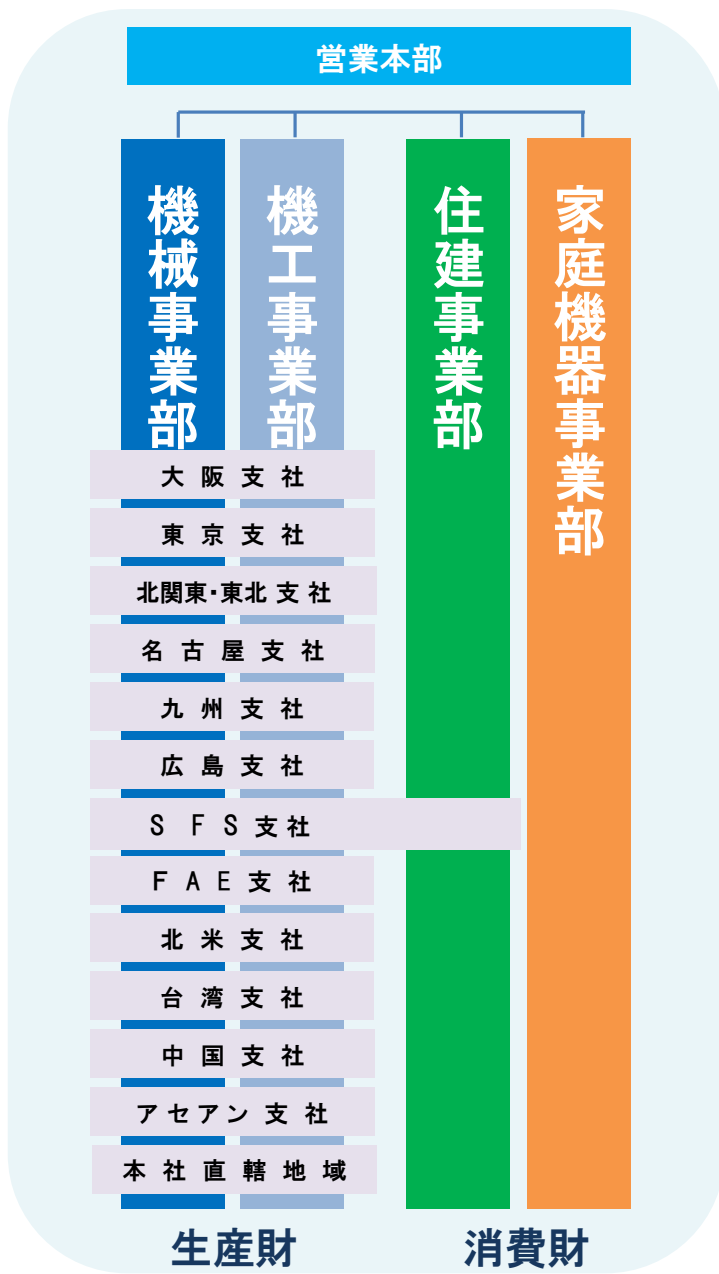 営業本部
機械事業部
機工事業部
住建事業部
家庭機器事業部
大阪支社
東京支社
北関東・東北支社
名古屋支社
九州支社
広島支社
ＳＦＳ支社
ＦＡＥ支社
北米支社
台湾支社
中国支社
アセアン支社
本社直轄地域
生産財
消費財